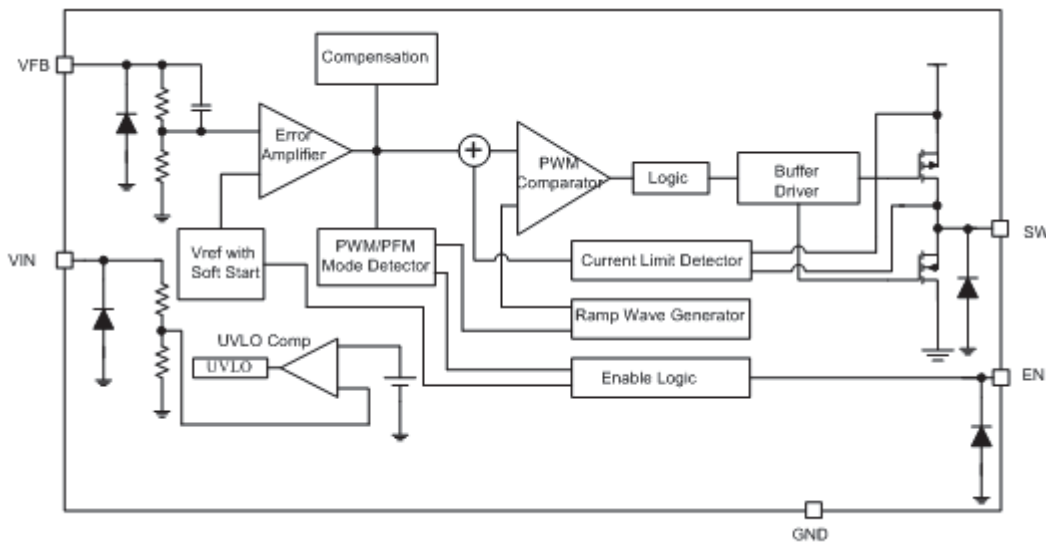 VFB
Compensation
Error
Amplifier
+
PWM
Comparator
Logic
Buffer
Driver
SW
VIN
Vref with
Soft Start
PWM/PFM
Mode Detector
Current Limit Detector
Ramp Wave Generator
UVLO Comp
UVLO
Enable Logic
EN
GND